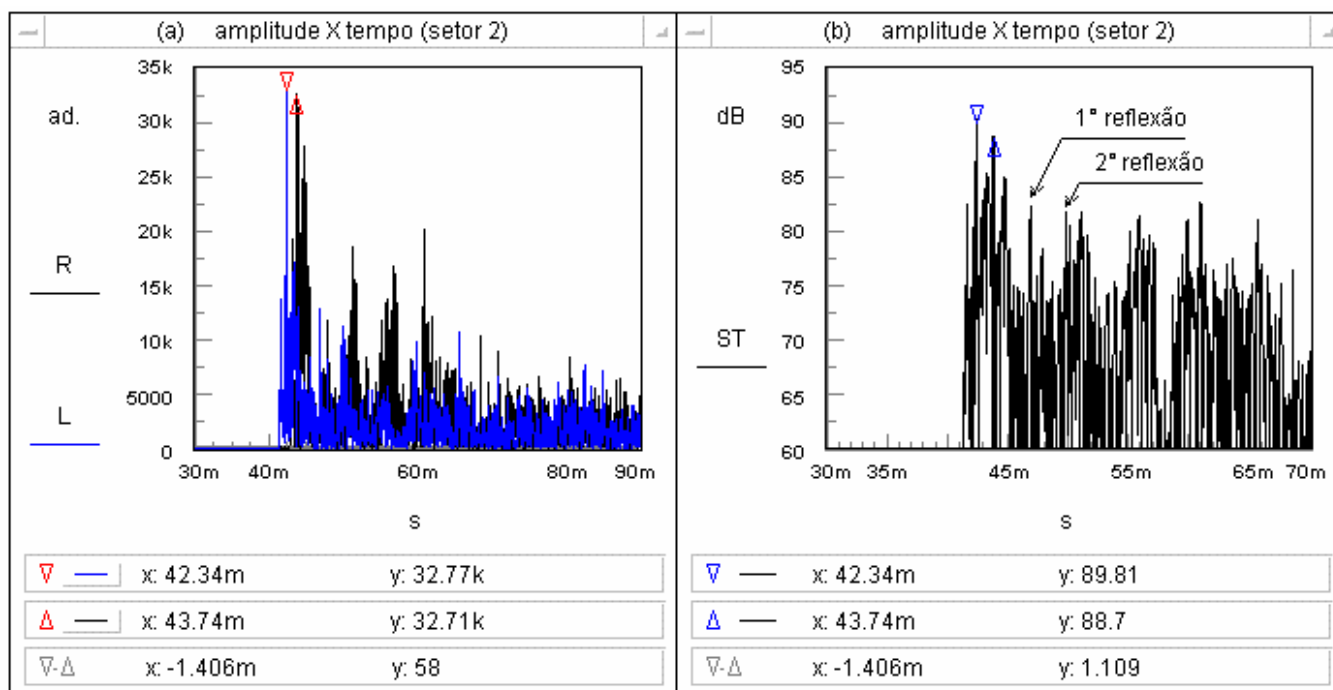 (a) amplitude X tempo (setor 2)
35k
ad.
30k
25k
20k
R
15k
10k
L
5000
0
30m 40m 60m 80m 90m
s
x: 42.34m y: 32.77k
x: 43.74m y: 32.71k
∇-Δ x: -1.406m y: 58
(b) amplitude X tempo (setor 2)
95
dB
90
1° reflexão
85
2° reflexão
80
75
ST
70
65
60
30m 35m 45m 55m 65m 70m
s
x: 42.34m y: 89.81
x: 43.74m y: 88.7
∇-Δ x: -1.406m y: 1.109